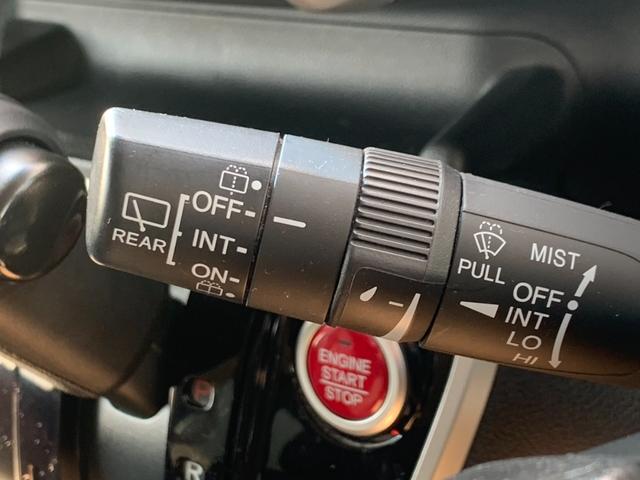 REAR
OFF
INT
ON
PULL
MIST
OFF
INT
LO
HI
ENGINE
START
STOP
R